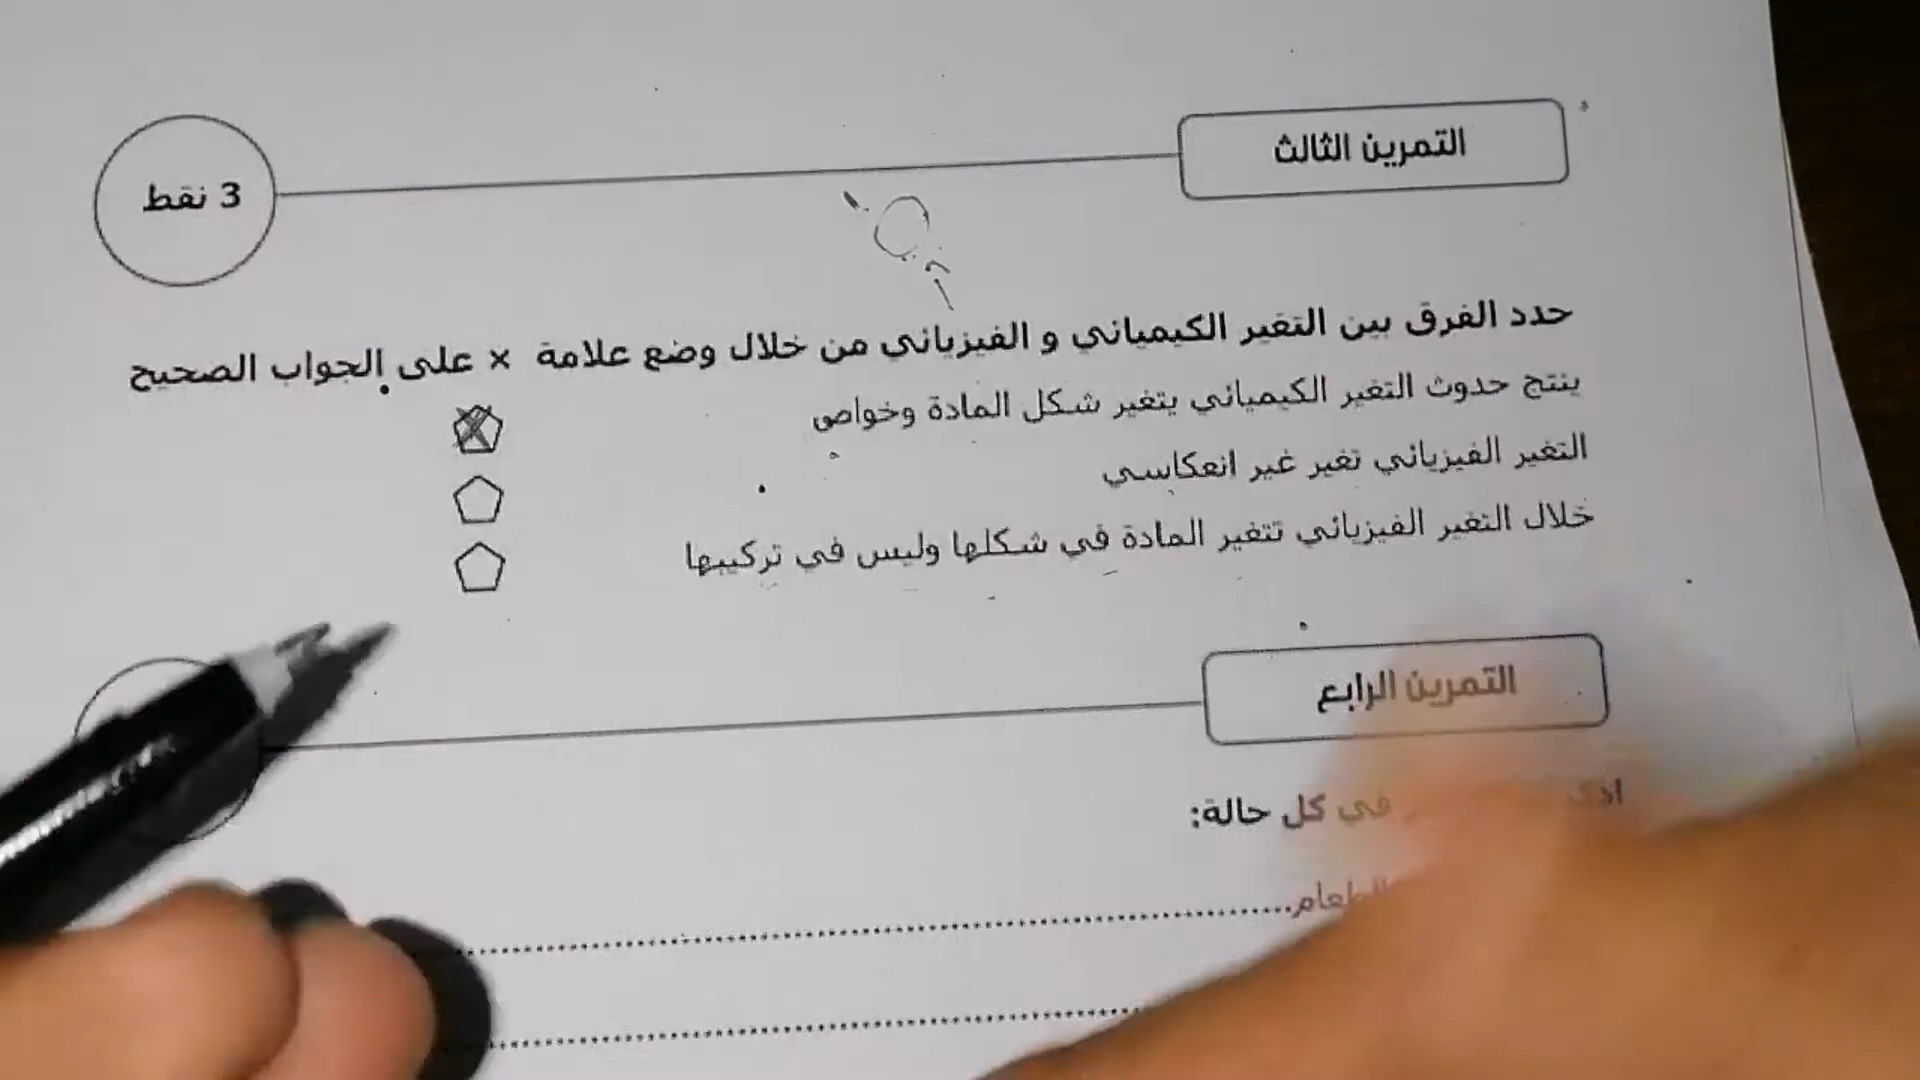 التمرين الثالث
3 نقط
حدد الفرق بين التغير الكيميائي و الفيزيائي من خلال وضع علامة × على الجواب الصحيح
ينتج حدوث التغير الكيميائي يتغير شكل المادة وخواص
التغير الفيزيائي تغير غير انعكاسي
خلال التغير الفيزيائي تتغير المادة في شكلها وليس في تركيبها
التمرين الرابع
في كل حالة:
الطعام